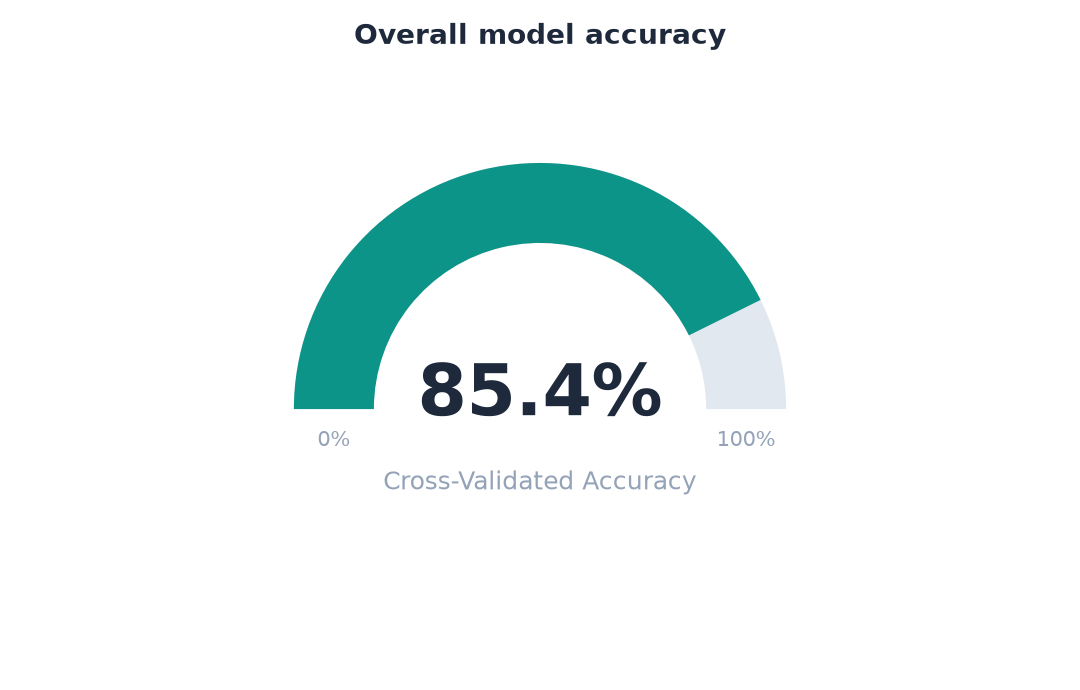 Overall model accuracy
85.4%
0%
100%
Cross-Validated Accuracy